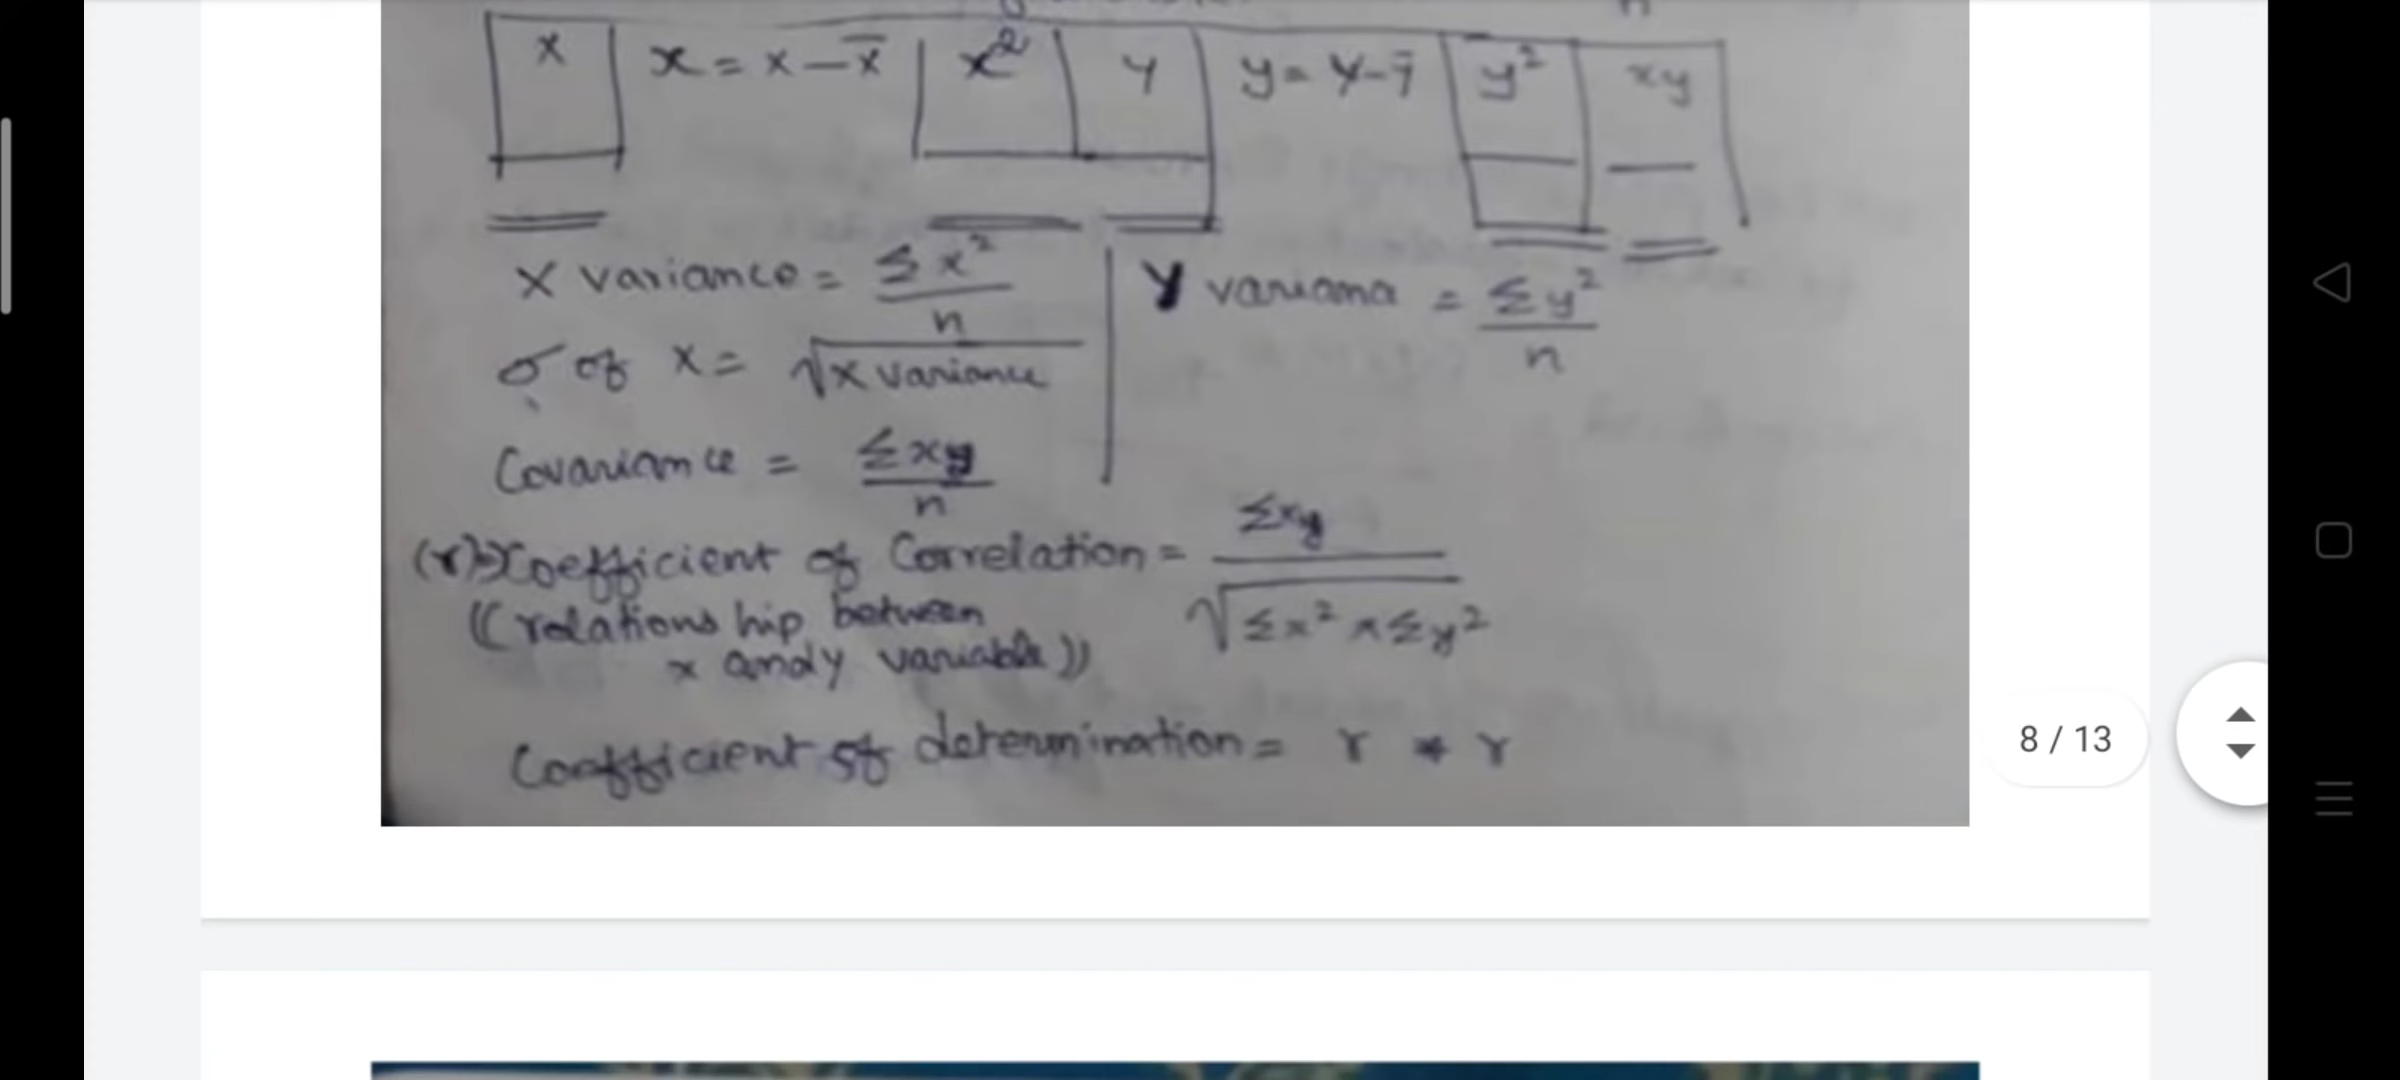 X x = x - x̄ x² Y y = Y - ȳ y² xy
X variance = Σx² / n
Y variana = Σy² / n
σ of x = √x variance
Covariance = Σxy / n
(r) Coefficient of Correlation = Σxy / √Σx² × Σy²
((relationship between
x and y variable))
Coefficient of determination = r * r
8 / 13